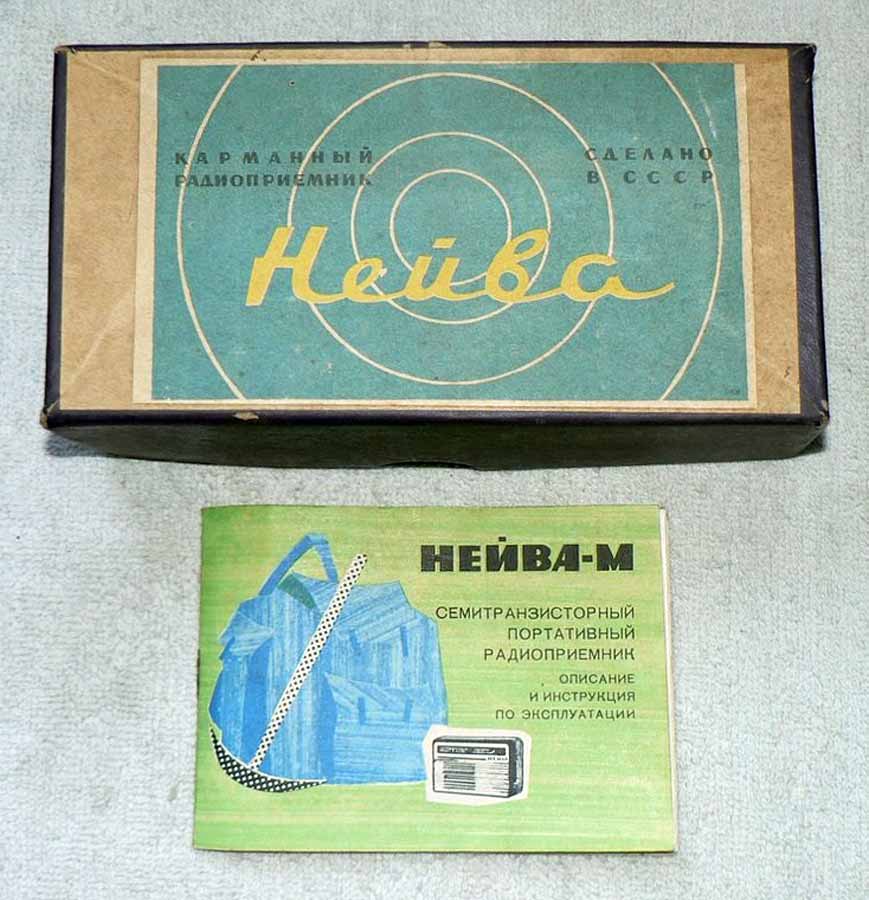 КАРМАННЫЙ
РАДИОПРИЕМНИК
СДЕЛАНО
В СССР
Нейва
НЕЙВА-М
СЕМИТРАНЗИСТОРНЫЙ
ПОРТАТИВНЫЙ
РАДИОПРИЕМНИК
ОПИСАНИЕ
И ИНСТРУКЦИЯ
ПО ЭКСПЛУАТАЦИИ